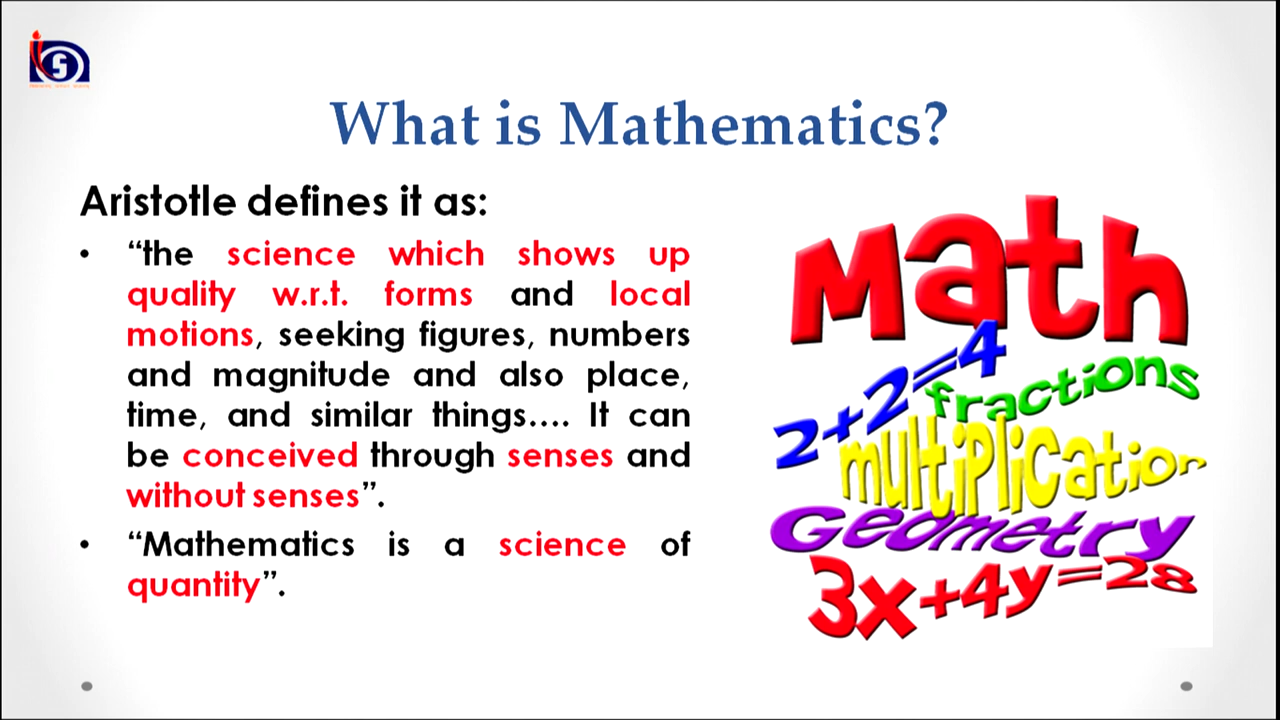 What is Mathematics?
Aristotle defines it as:
• “the science which shows up
quality w.r.t. forms and local
motions, seeking figures, numbers
and magnitude and also place,
time, and similar things.... It can
be conceived through senses and
without senses”.
• “Mathematics is a science of
quantity”.
Math
2+2=4
fractions
multiplication
Geometry
3x+4y=28